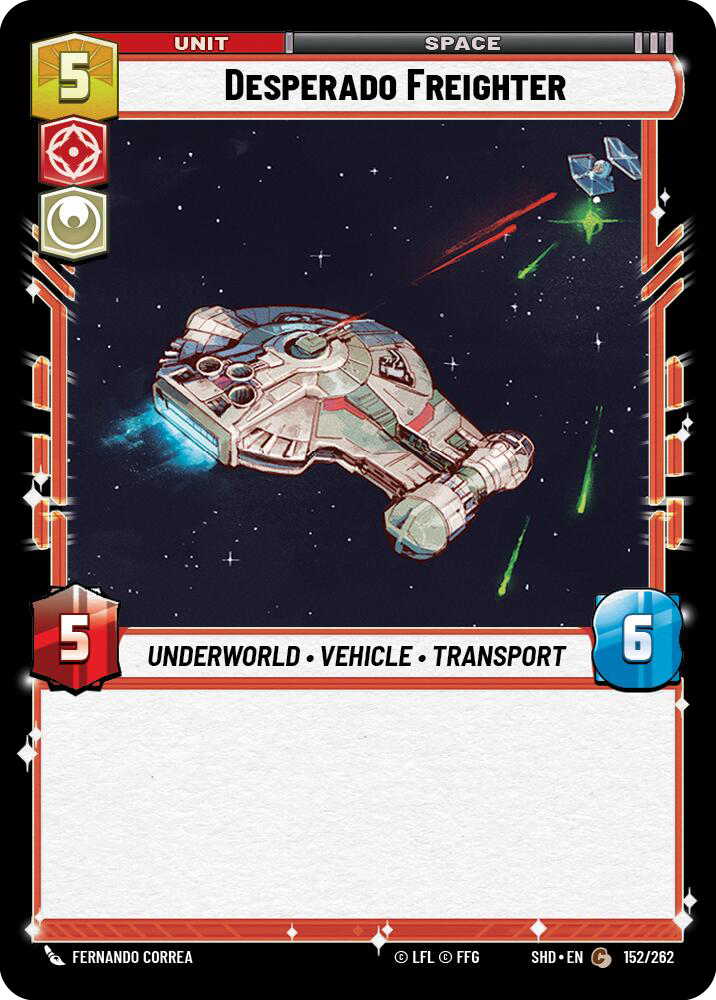 UNIT SPACE
5 DESPERADO FREIGHTER
5 UNDERWORLD • VEHICLE • TRANSPORT 6
FERNANDO CORREA © LFL © FFG SHD • EN C 152/262